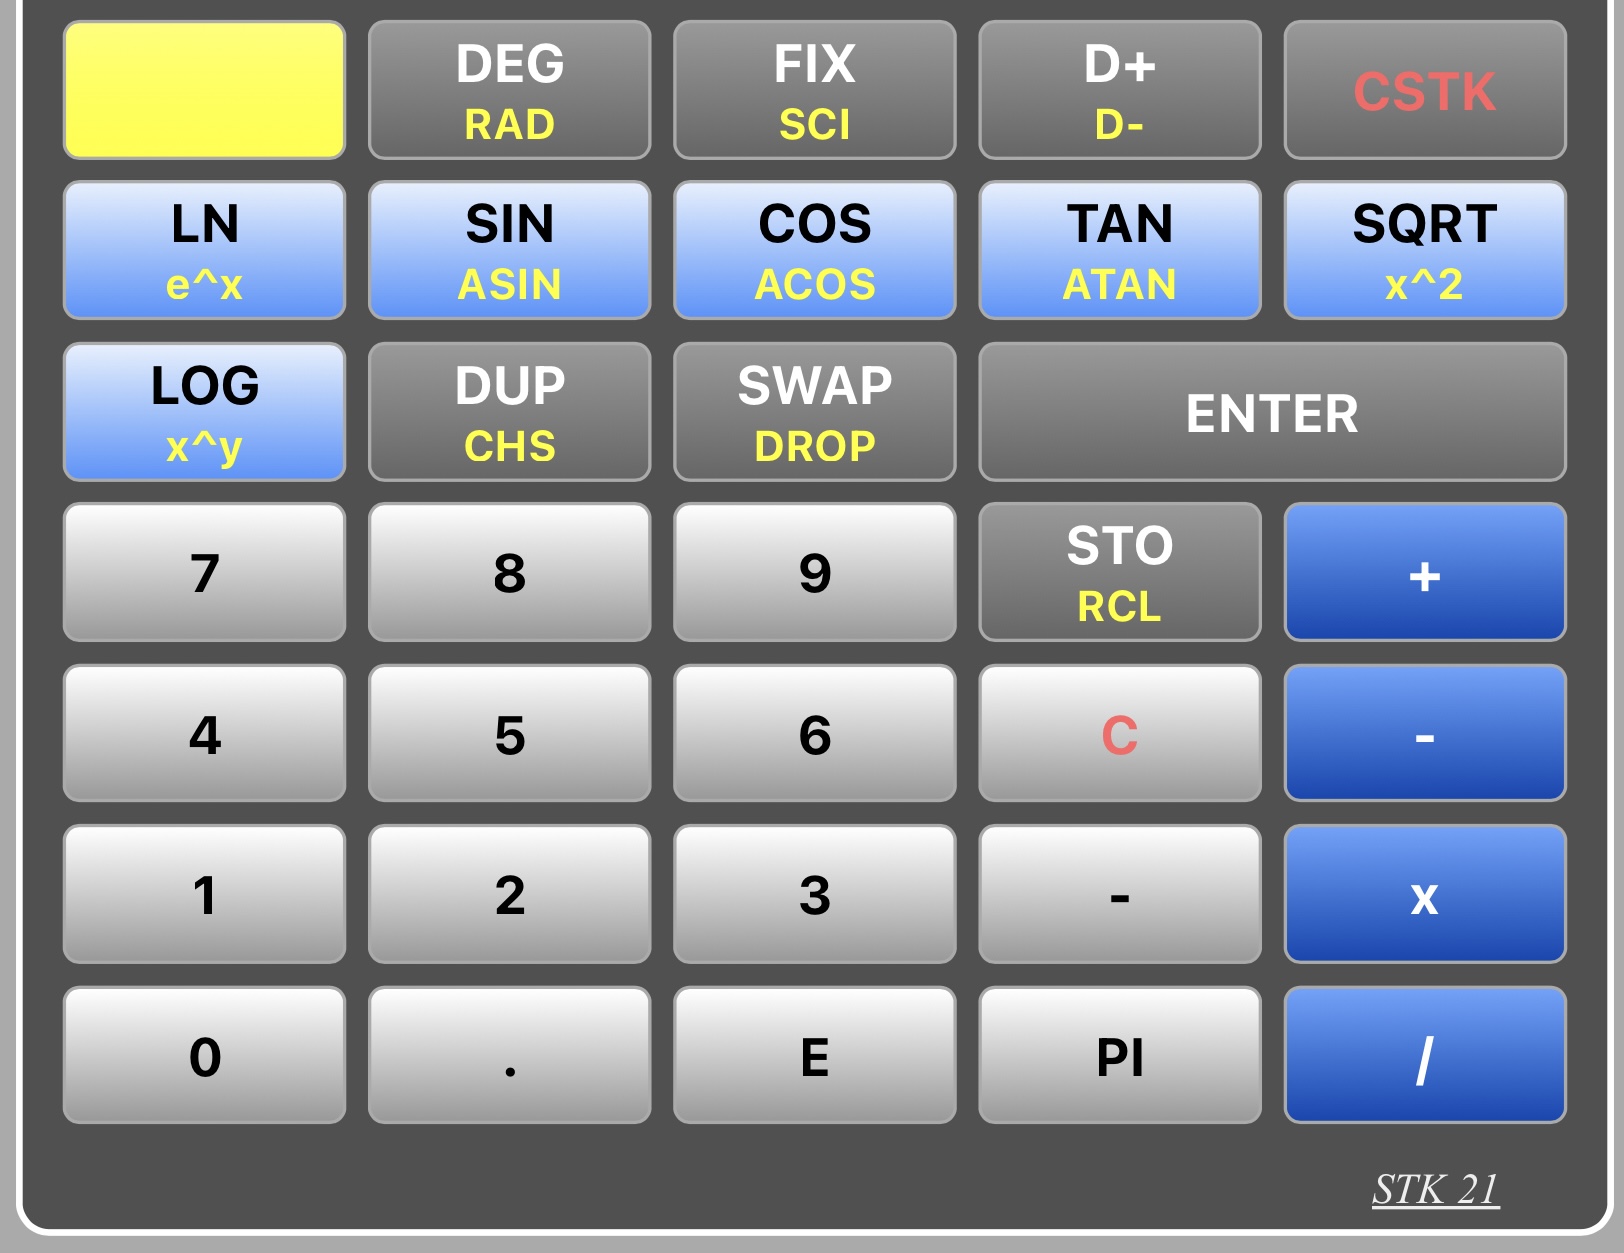 DEG FIX D+ CSTK
RAD SCI D-
LN SIN COS TAN SQRT
e^x ASIN ACOS ATAN x^2
LOG DUP SWAP ENTER
x^y CHS DROP
7 8 9 STO +
RCL
4 5 6 C -
1 2 3 - x
0 . E PI /
STK 21